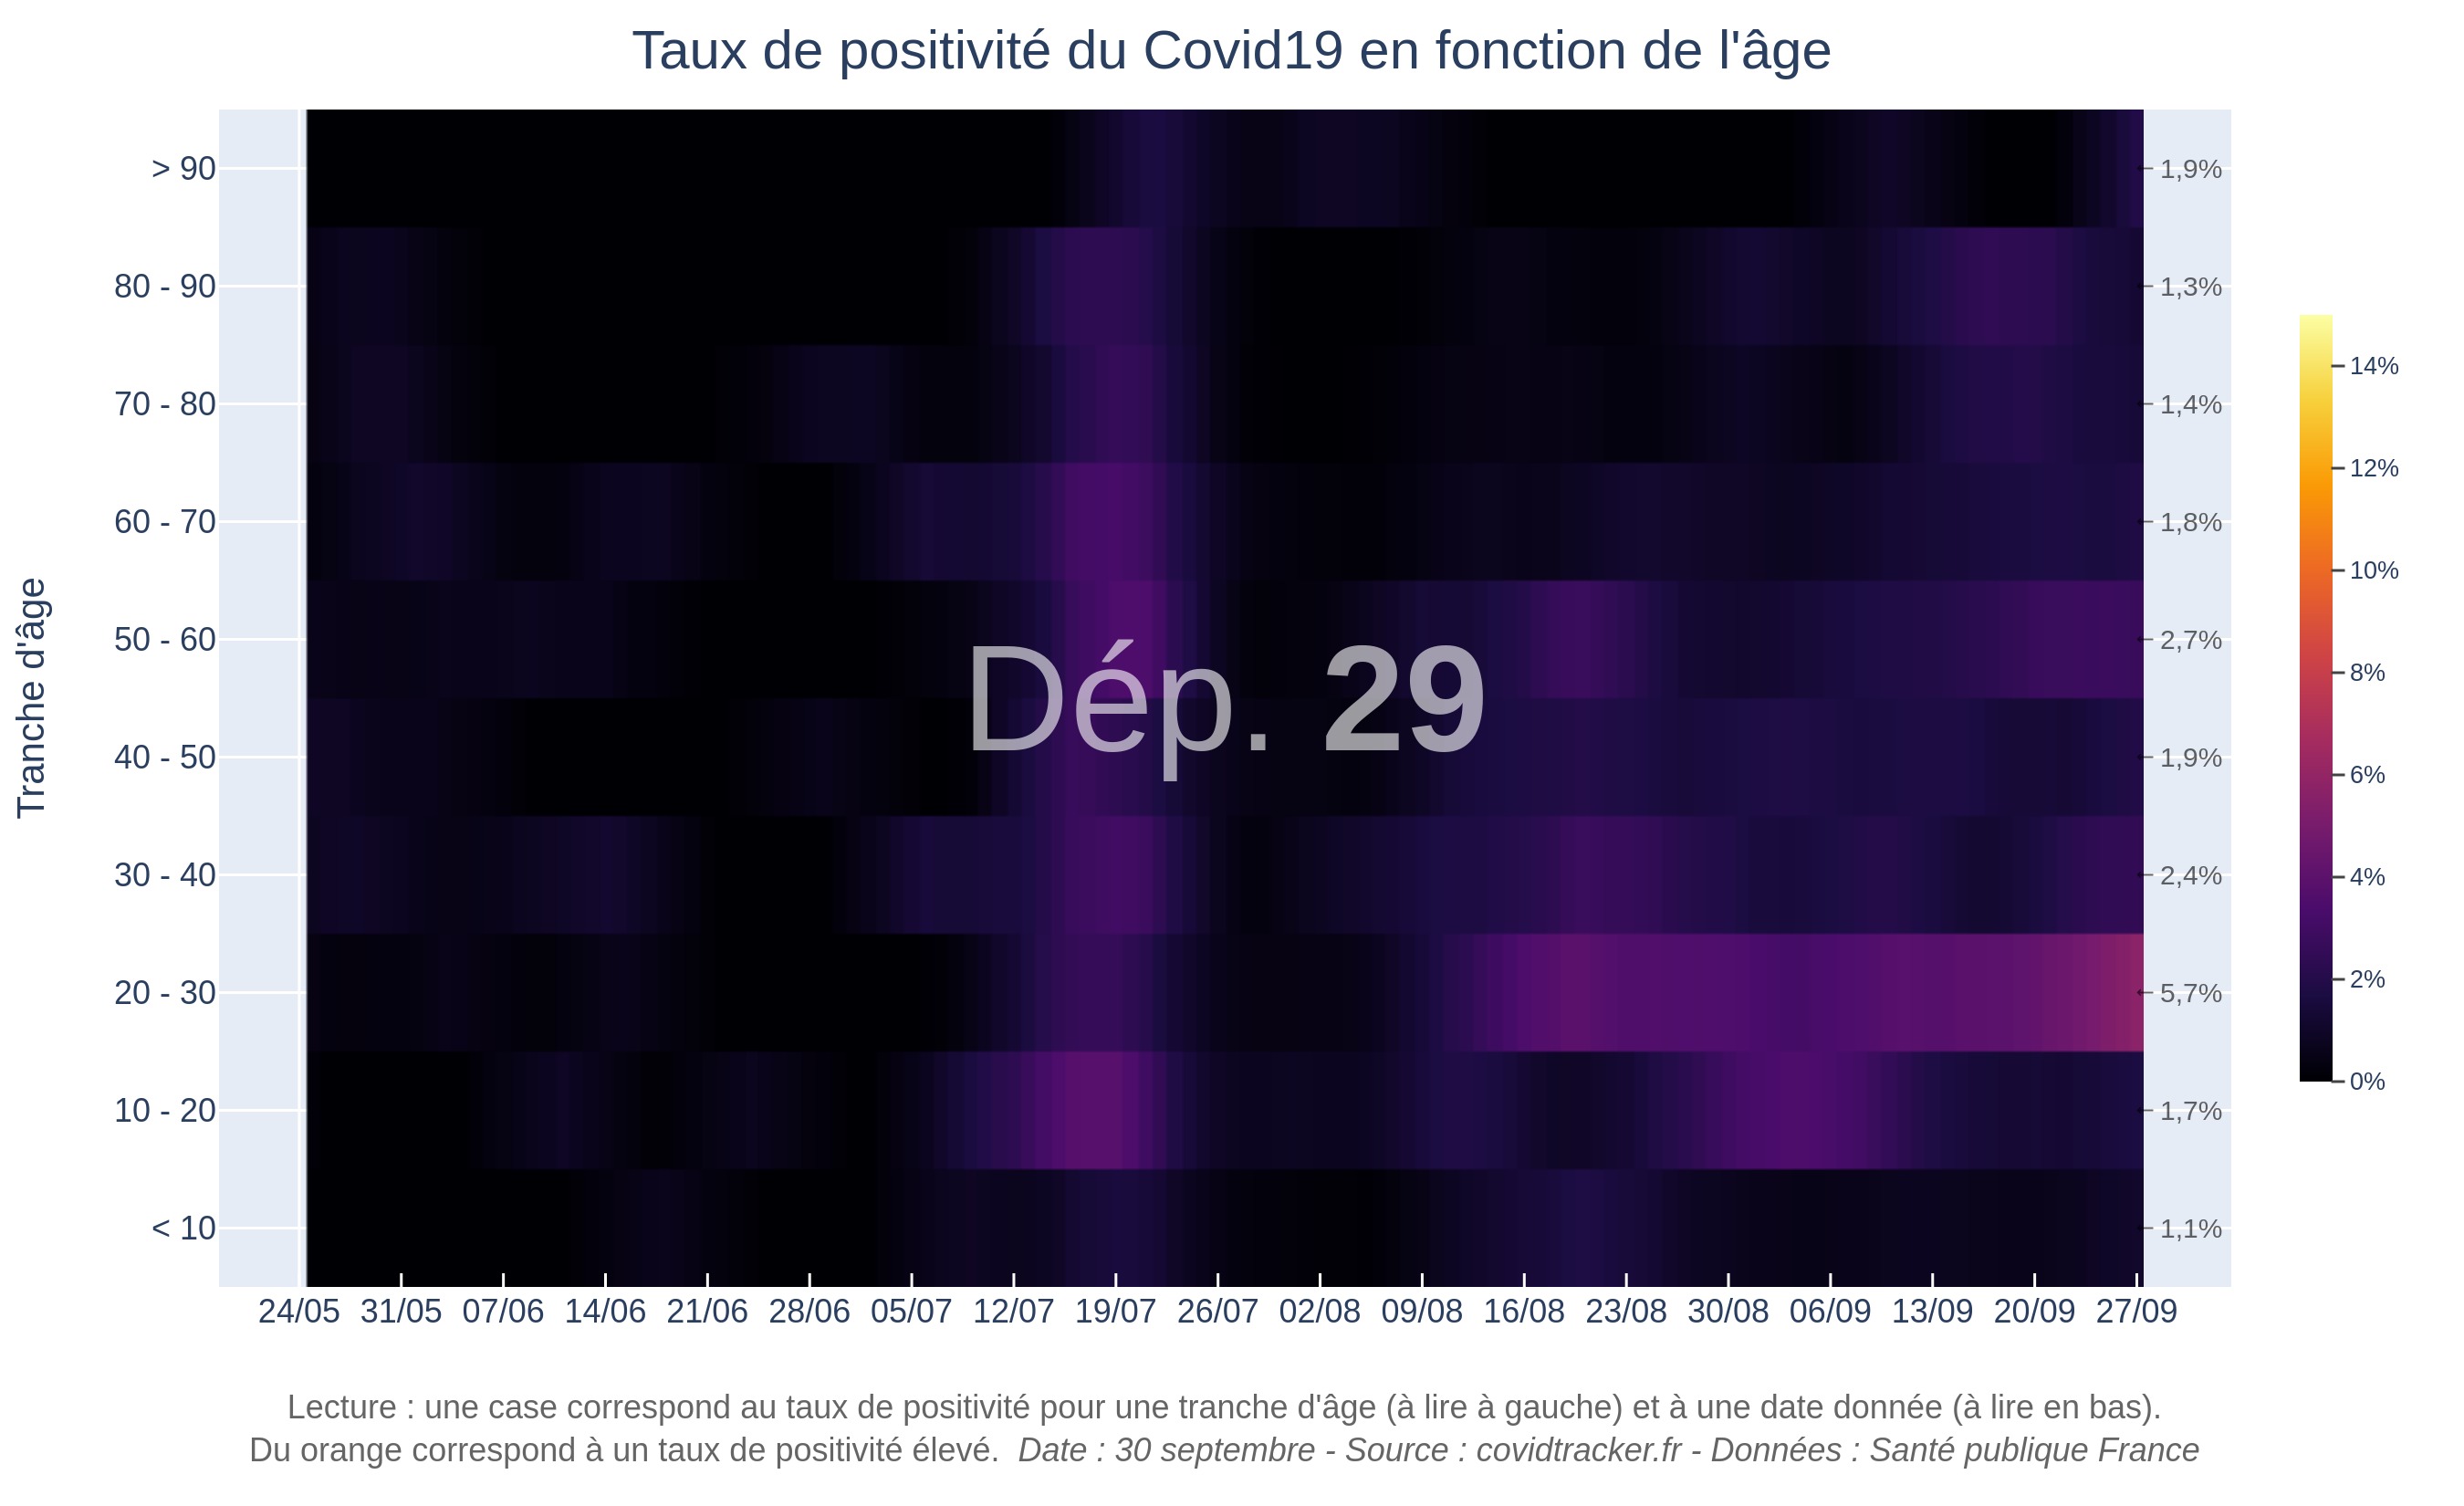 Taux de positivité du Covid19 en fonction de l'âge
Tranche d'âge
> 90
80 - 90
70 - 80
60 - 70
50 - 60
40 - 50
30 - 40
20 - 30
10 - 20
< 10
Dép. 29
1,9%
1,3%
1,4%
1,8%
2,7%
1,9%
2,4%
5,7%
1,7%
1,1%
14%
12%
10%
8%
6%
4%
2%
0%
24/05 31/05 07/06 14/06 21/06 28/06 05/07 12/07 19/07 26/07 02/08 09/08 16/08 23/08 30/08 06/09 13/09 20/09 27/09
Lecture : une case correspond au taux de positivité pour une tranche d'âge (à lire à gauche) et à une date donnée (à lire en bas).
Du orange correspond à un taux de positivité élevé. Date : 30 septembre - Source : covidtracker.fr - Données : Santé publique France